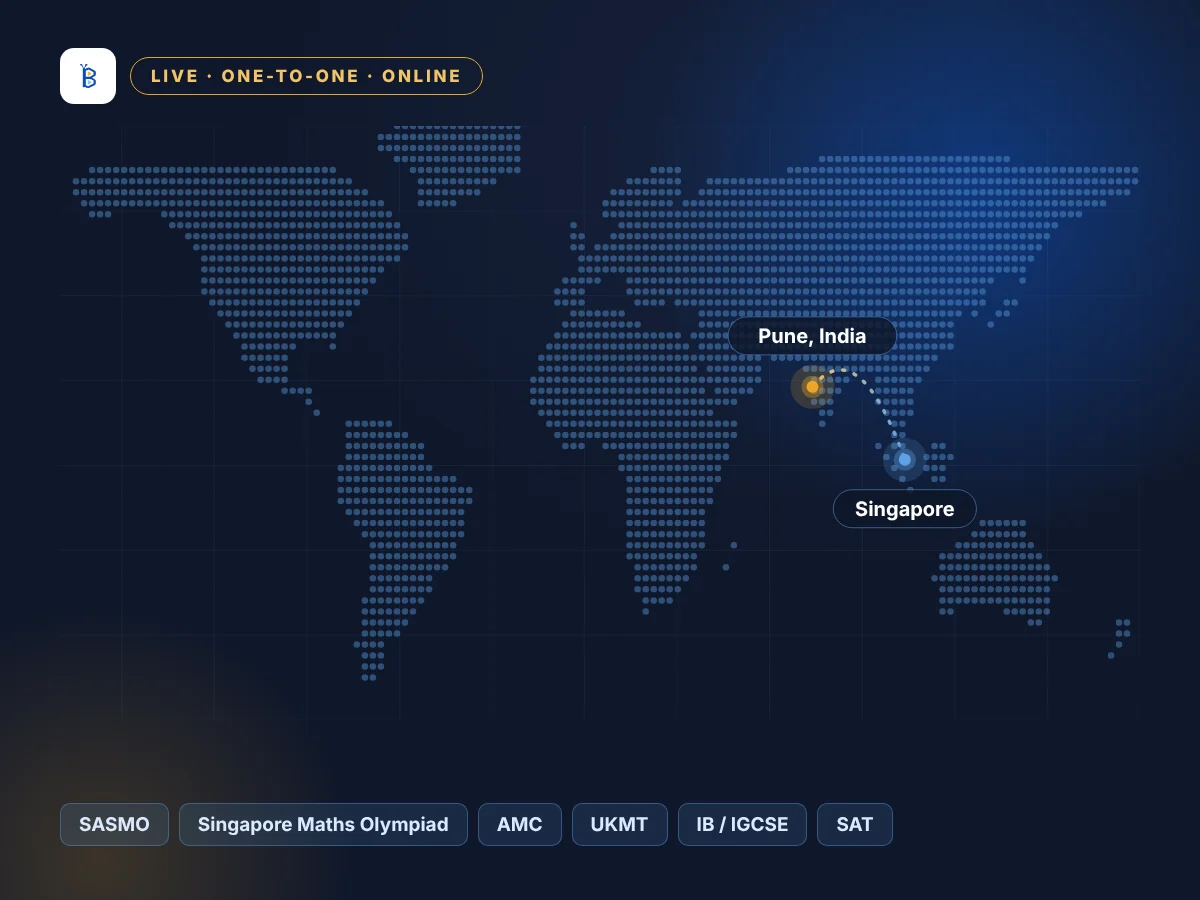 LIVE · ONE-TO-ONE · ONLINE
Pune, India
Singapore
SASMO
Singapore Maths Olympiad
AMC
UKMT
IB / IGCSE
SAT